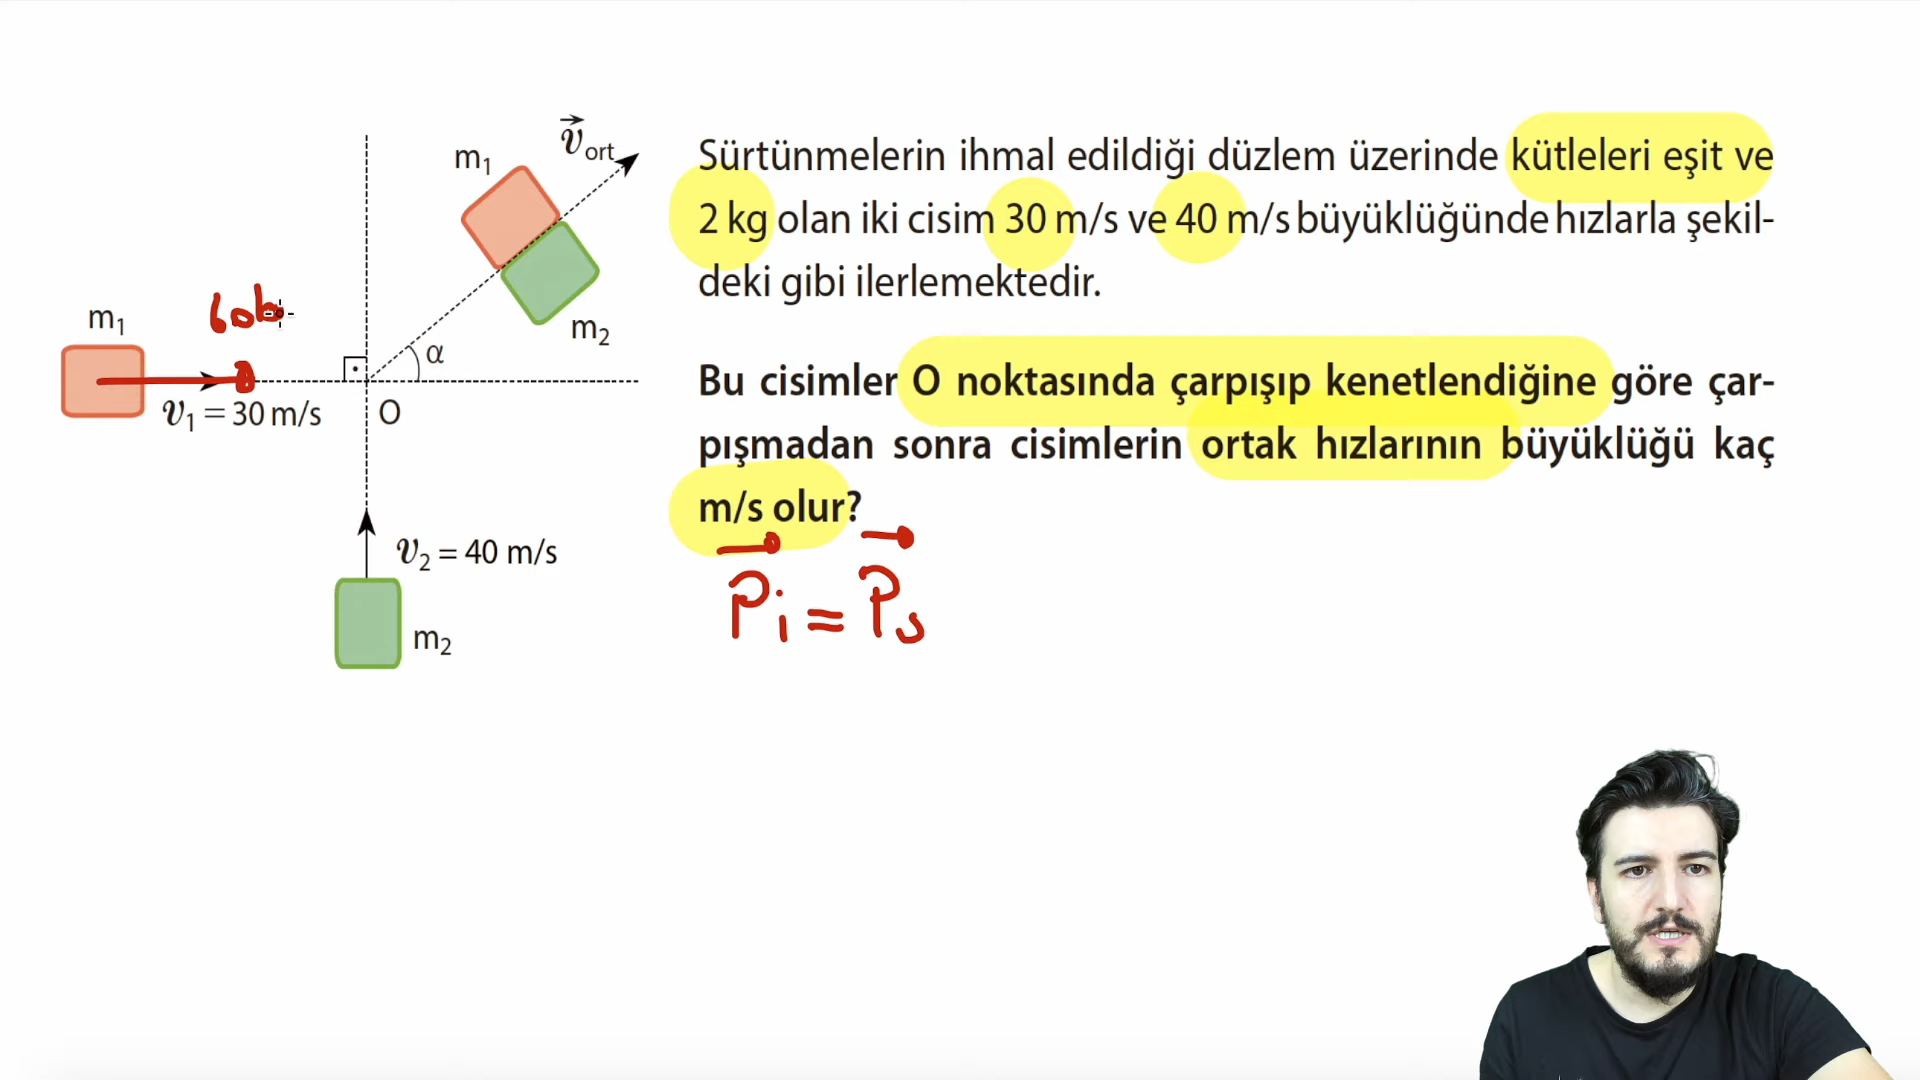 Sürtünmelerin ihmal edildiği düzlem üzerinde kütleleri eşit ve
2 kg olan iki cisim 30 m/s ve 40 m/s büyüklüğünde hızlarla şekil-
deki gibi ilerlemektedir.
Bu cisimler O noktasında çarpışıp kenetlendiğine göre çar-
pışmadan sonra cisimlerin ortak hızlarının büyüklüğü kaç
m/s olur?
Pi = Ps
v ort
m1
m2
α
m1
v1 = 30 m/s
O
v2 = 40 m/s
m2